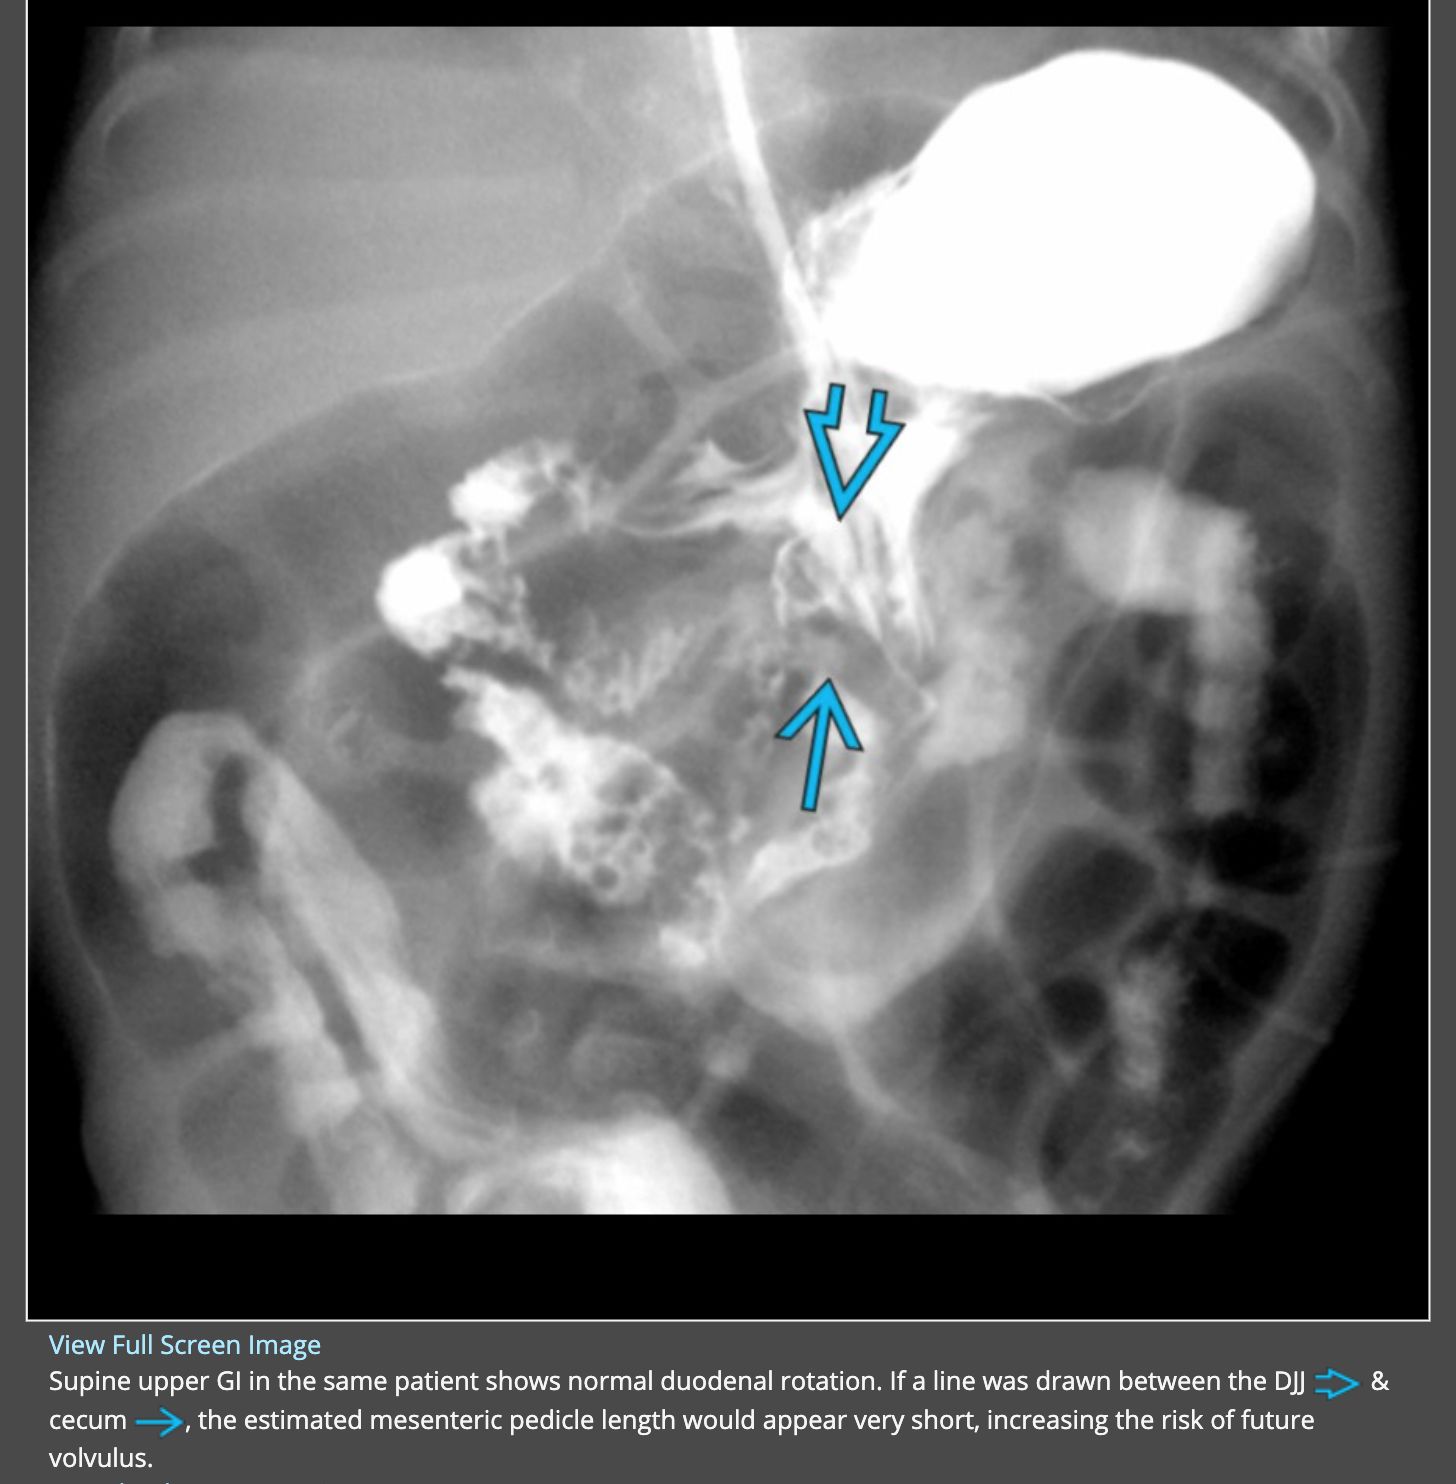 View Full Screen Image
Supine upper GI in the same patient shows normal duodenal rotation. If a line was drawn between the DJJ &
cecum , the estimated mesenteric pedicle length would appear very short, increasing the risk of future
volvulus.